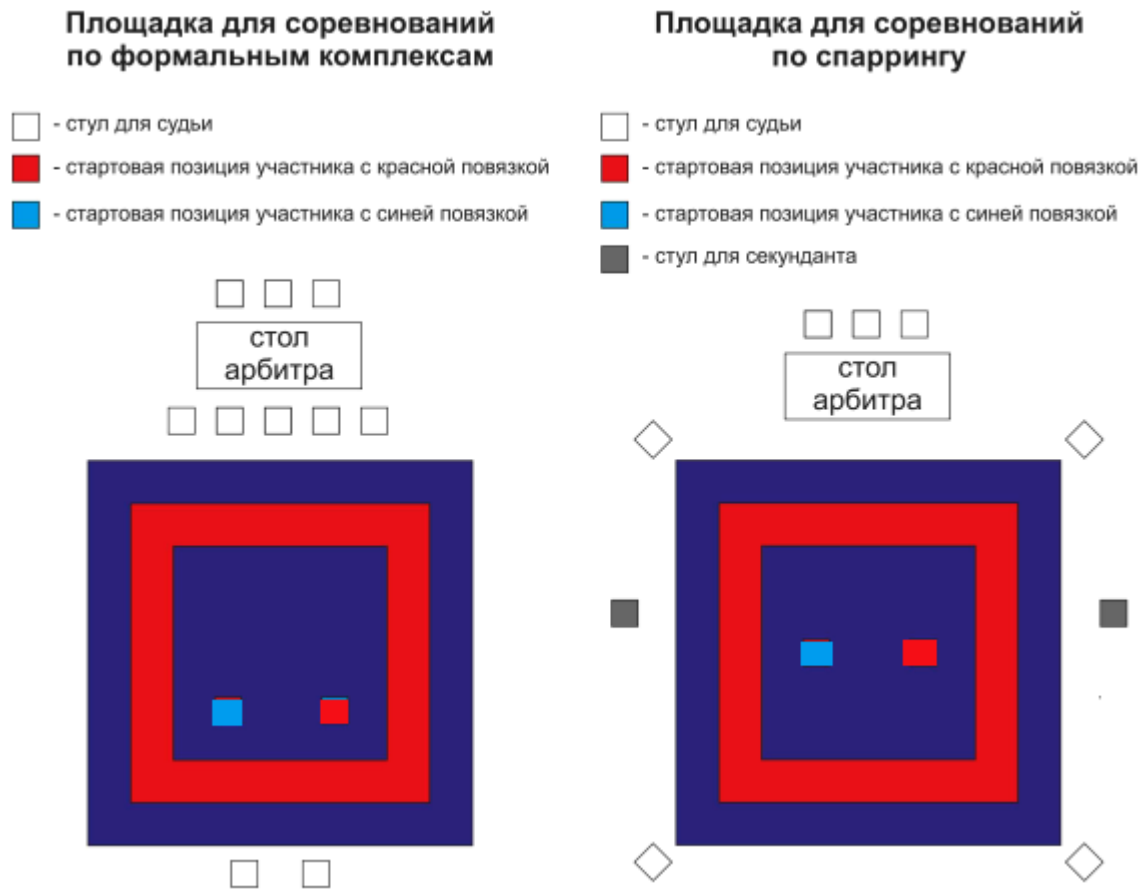 Площадка для соревнований
по формальным комплексам
- стул для судьи
- стартовая позиция участника с красной повязкой
- стартовая позиция участника с синей повязкой
стол
арбитра
Площадка для соревнований
по спаррингу
- стул для судьи
- стартовая позиция участника с красной повязкой
- стартовая позиция участника с синей повязкой
- стул для секунданта
стол
арбитра